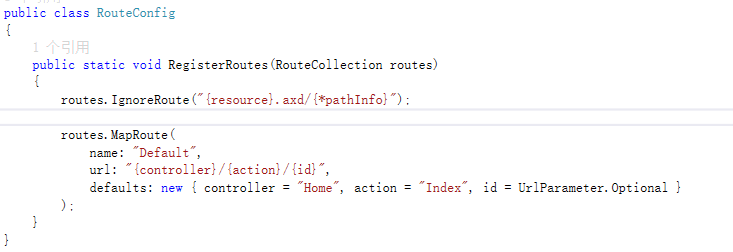 public class RouteConfig
{
1 个引用
public static void RegisterRoutes(RouteCollection routes)
{
routes.IgnoreRoute("{resource}.axd/{*pathInfo}");
routes.MapRoute(
name: "Default",
url: "{controller}/{action}/{id}",
defaults: new { controller = "Home", action = "Index", id = UrlParameter.Optional }
);
}
}